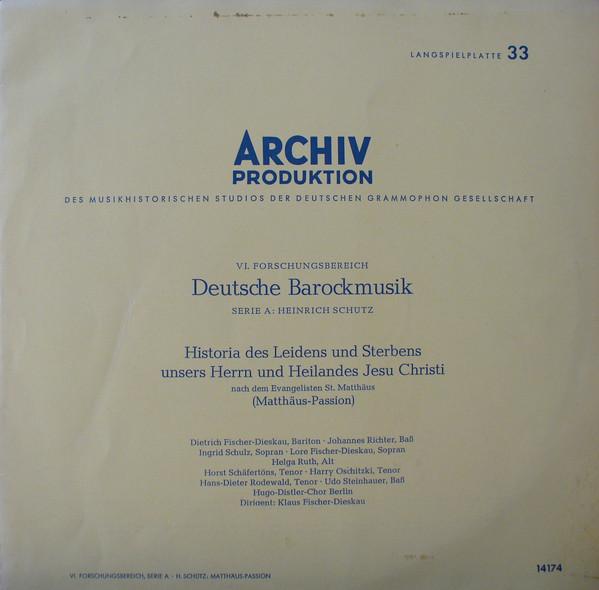 LANGSPIELPLATTE 33
ARCHIV
PRODUKTION
DES MUSIKHISTORISCHEN STUDIOS DER DEUTSCHEN GRAMMOPHON GESELLSCHAFT
VI. FORSCHUNGSBEREICH
Deutsche Barockmusik
SERIE A: HEINRICH SCHUTZ
Historia des Leidens und Sterbens
unsers Herrn und Heilandes Jesu Christi
nach dem Evangelisten St. Matthäus
(Matthäus-Passion)
Dietrich Fischer-Dieskau, Bariton · Johannes Richter, Baß
Ingrid Schulz, Sopran · Lore Fischer-Dieskau, Sopran
Helga Ruth, Alt
Horst Schäfertöns, Tenor · Harry Oschitzki, Tenor
Hans-Dieter Rodewald, Tenor · Udo Steinhauer, Baß
Hugo-Distler-Chor Berlin
Dirigent: Klaus Fischer-Dieskau
VI. FORSCHUNGSBEREICH, SERIE A - H. SCHÜTZ: MATTHÄUS-PASSION
14174